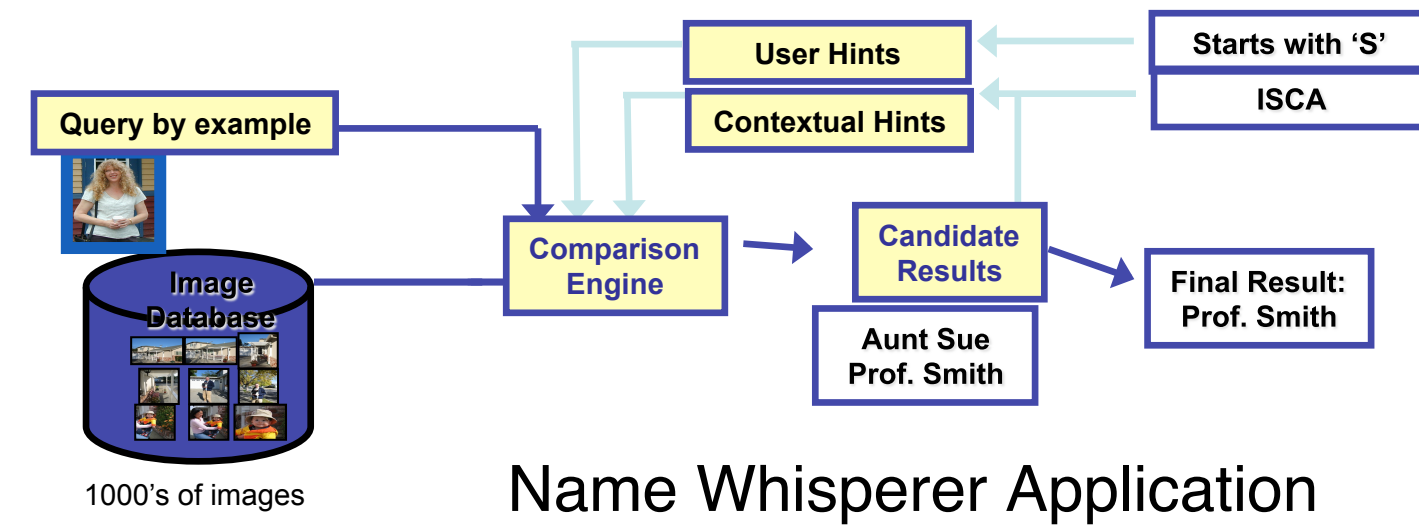 User Hints
Starts with ‘S’
Contextual Hints
ISCA
Query by example
Comparison
Engine
Candidate
Results
Image
Database
Final Result:
Prof. Smith
Aunt Sue
Prof. Smith
1000’s of images
Name Whisperer Application